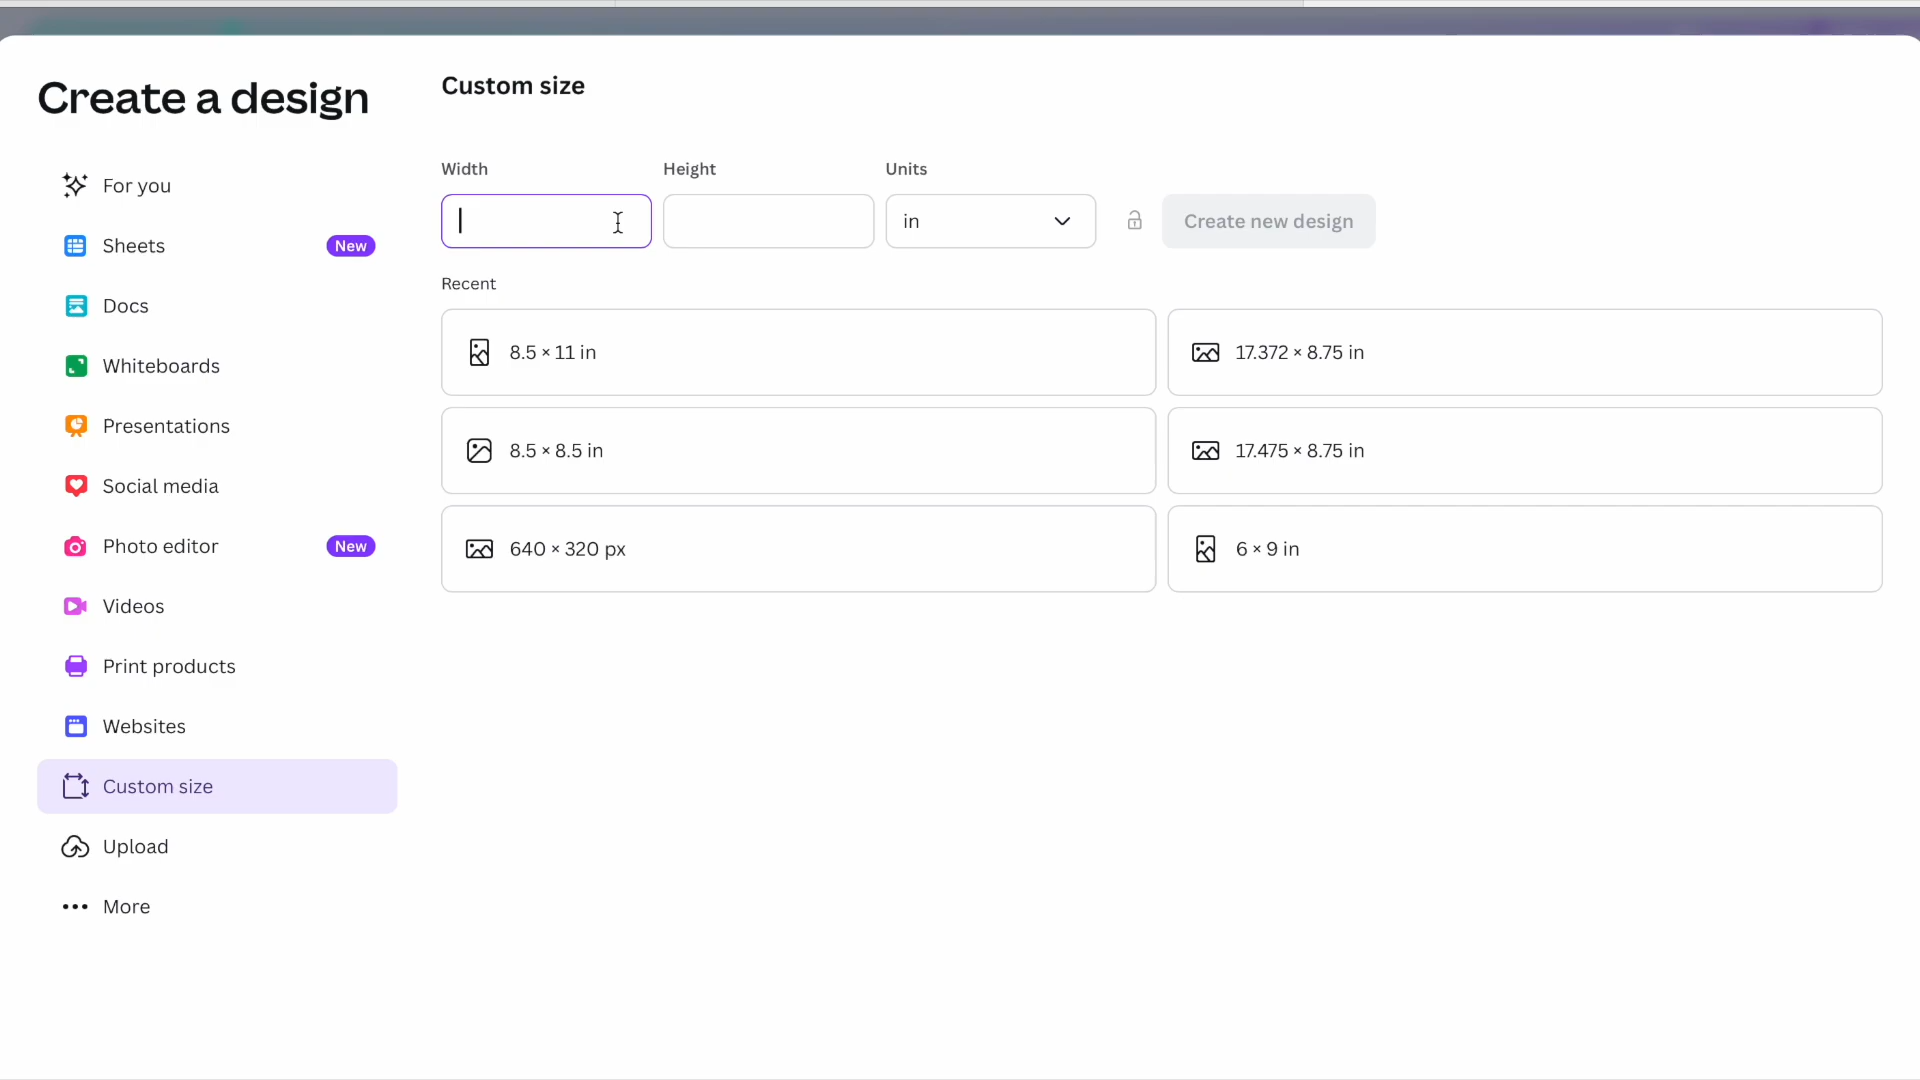 Create a design
For you
Sheets New
Docs
Whiteboards
Presentations
Social media
Photo editor New
Videos
Print products
Websites
Custom size
Upload
More
Custom size
Width Height Units
in Create new design
Recent
8.5 × 11 in
17.372 × 8.75 in
8.5 × 8.5 in
17.475 × 8.75 in
640 × 320 px
6 × 9 in